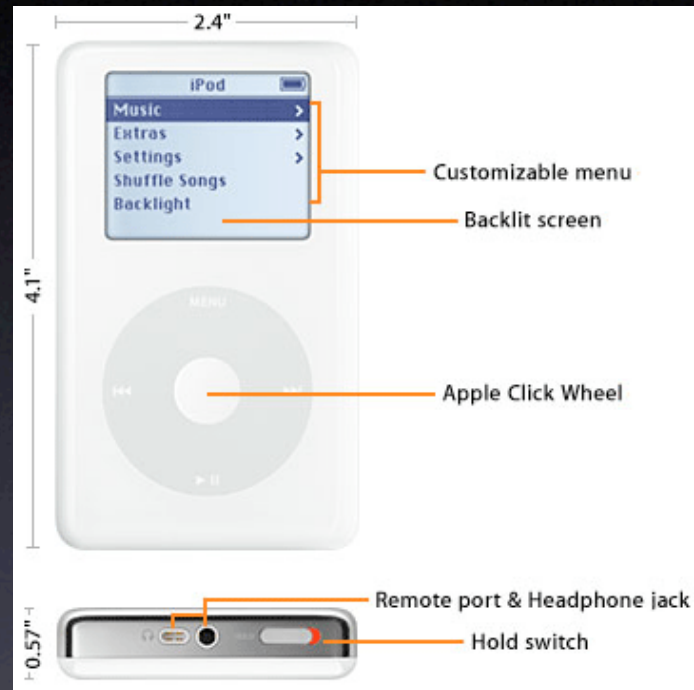 2.4"
iPod
Music
Extras
Settings
Shuffle Songs
Backlight
Customizable menu
Backlit screen
4.1"
MENU
Apple Click Wheel
Remote port & Headphone jack
0.57"
Hold switch